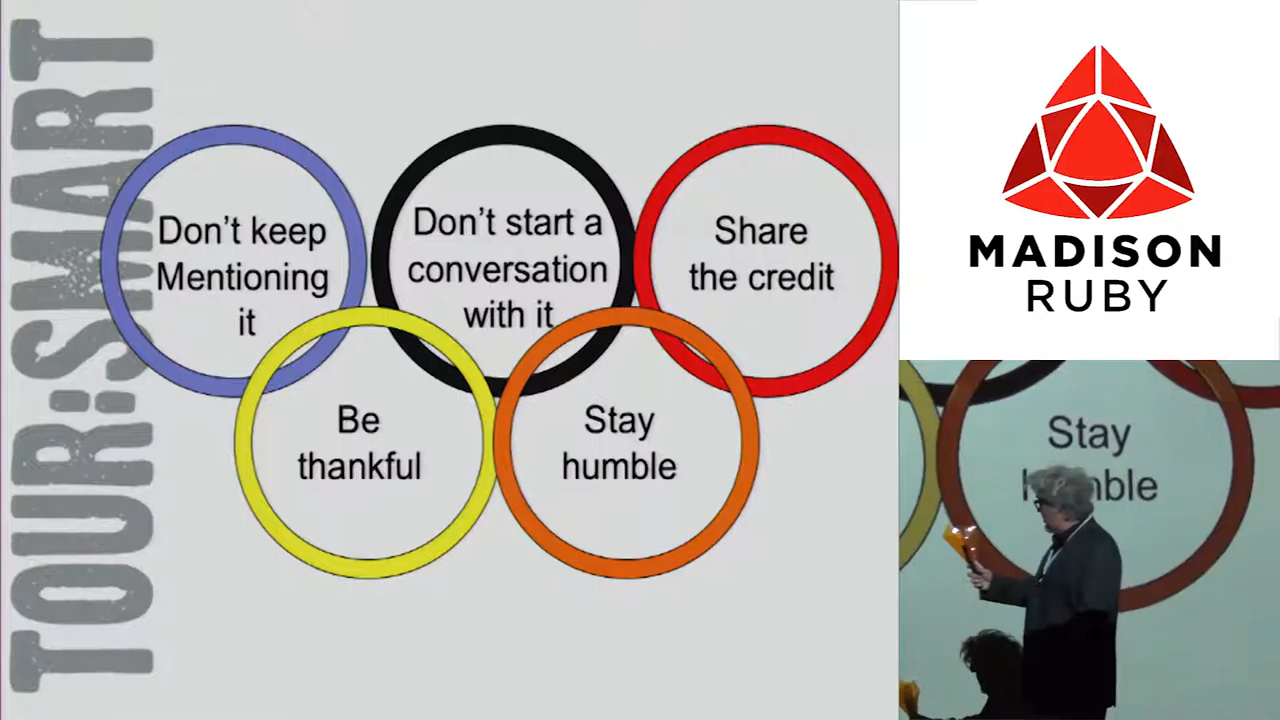 TOUR:SMART
Don't keep
Mentioning
it
Don't start a
conversation
with it
Share
the credit
Be
thankful
Stay
humble
MADISON
RUBY
Stay
humble